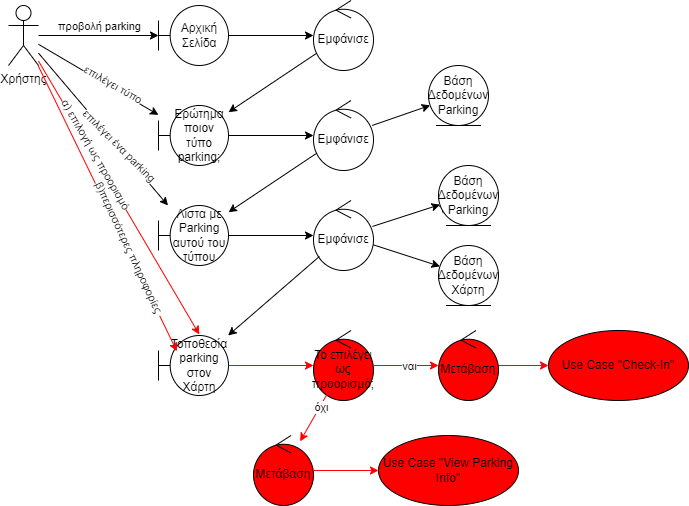 προβολή parking
Αρχική
Σελίδα
Εμφάνισε
Χρήστης
επιλέγει τύπο
Ερώτημα
ποιον
τύπο
parking;
Εμφάνισε
Βάση
Δεδομένων
Parking
επιλέγει ένα parking
α) επιλογή ως προορισμό
β)περισσότερες πληροφορίες
Λίστα με
Parking
αυτού του
τύπου
Εμφάνισε
Βάση
Δεδομένων
Parking
Βάση
Δεδομένων
Χάρτη
Τοποθεσία
parking
στον
Χάρτη
Το επιλέγει
ως
προορισμό;
ναι
Μετάβαση
Use Case "Check-In"
όχι
Μετάβαση
Use Case "View Parking
Info"